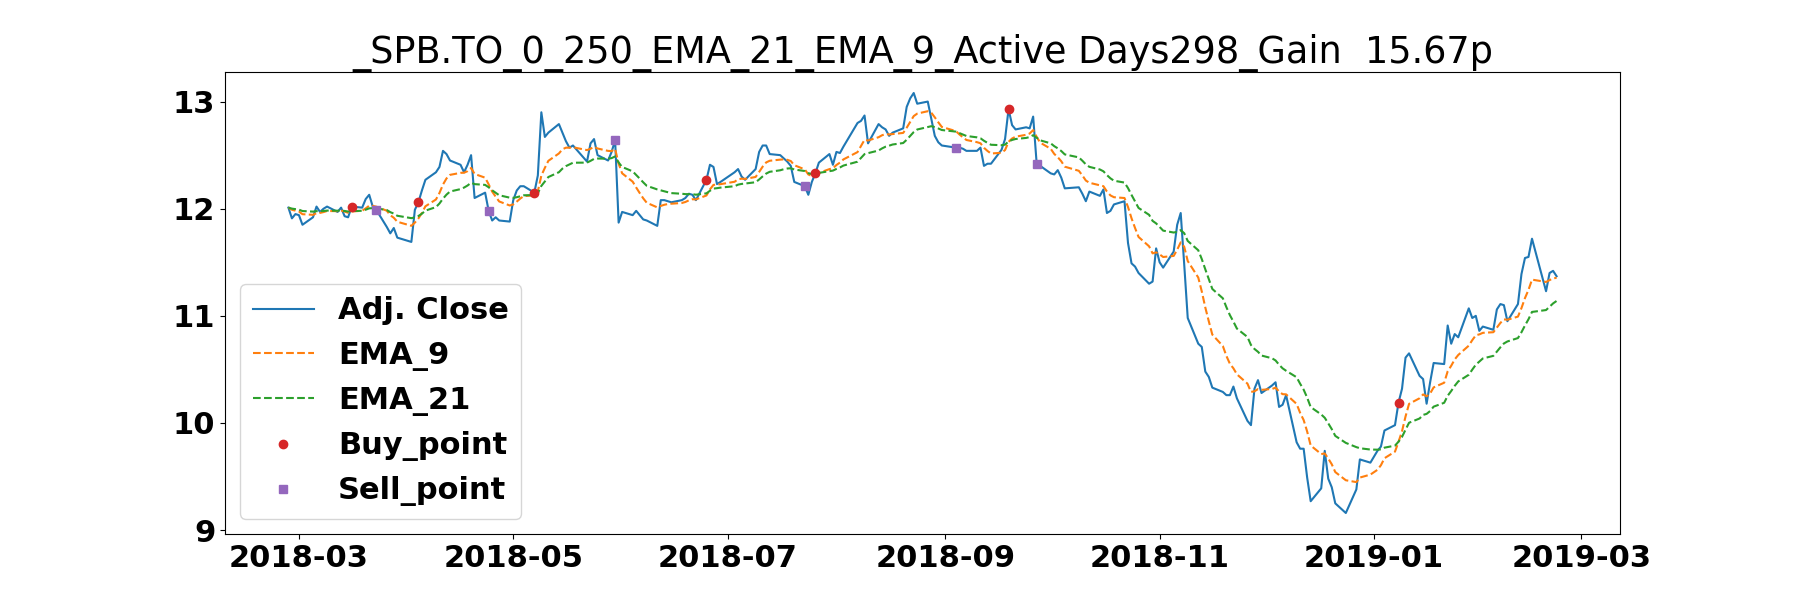 _SPB.TO_0_250_EMA_21_EMA_9_Active Days298_Gain  15.67p
13
12
11
10
9
Adj. Close
EMA_9
EMA_21
Buy_point
Sell_point
2018-03 2018-05 2018-07 2018-09 2018-11 2019-01 2019-03